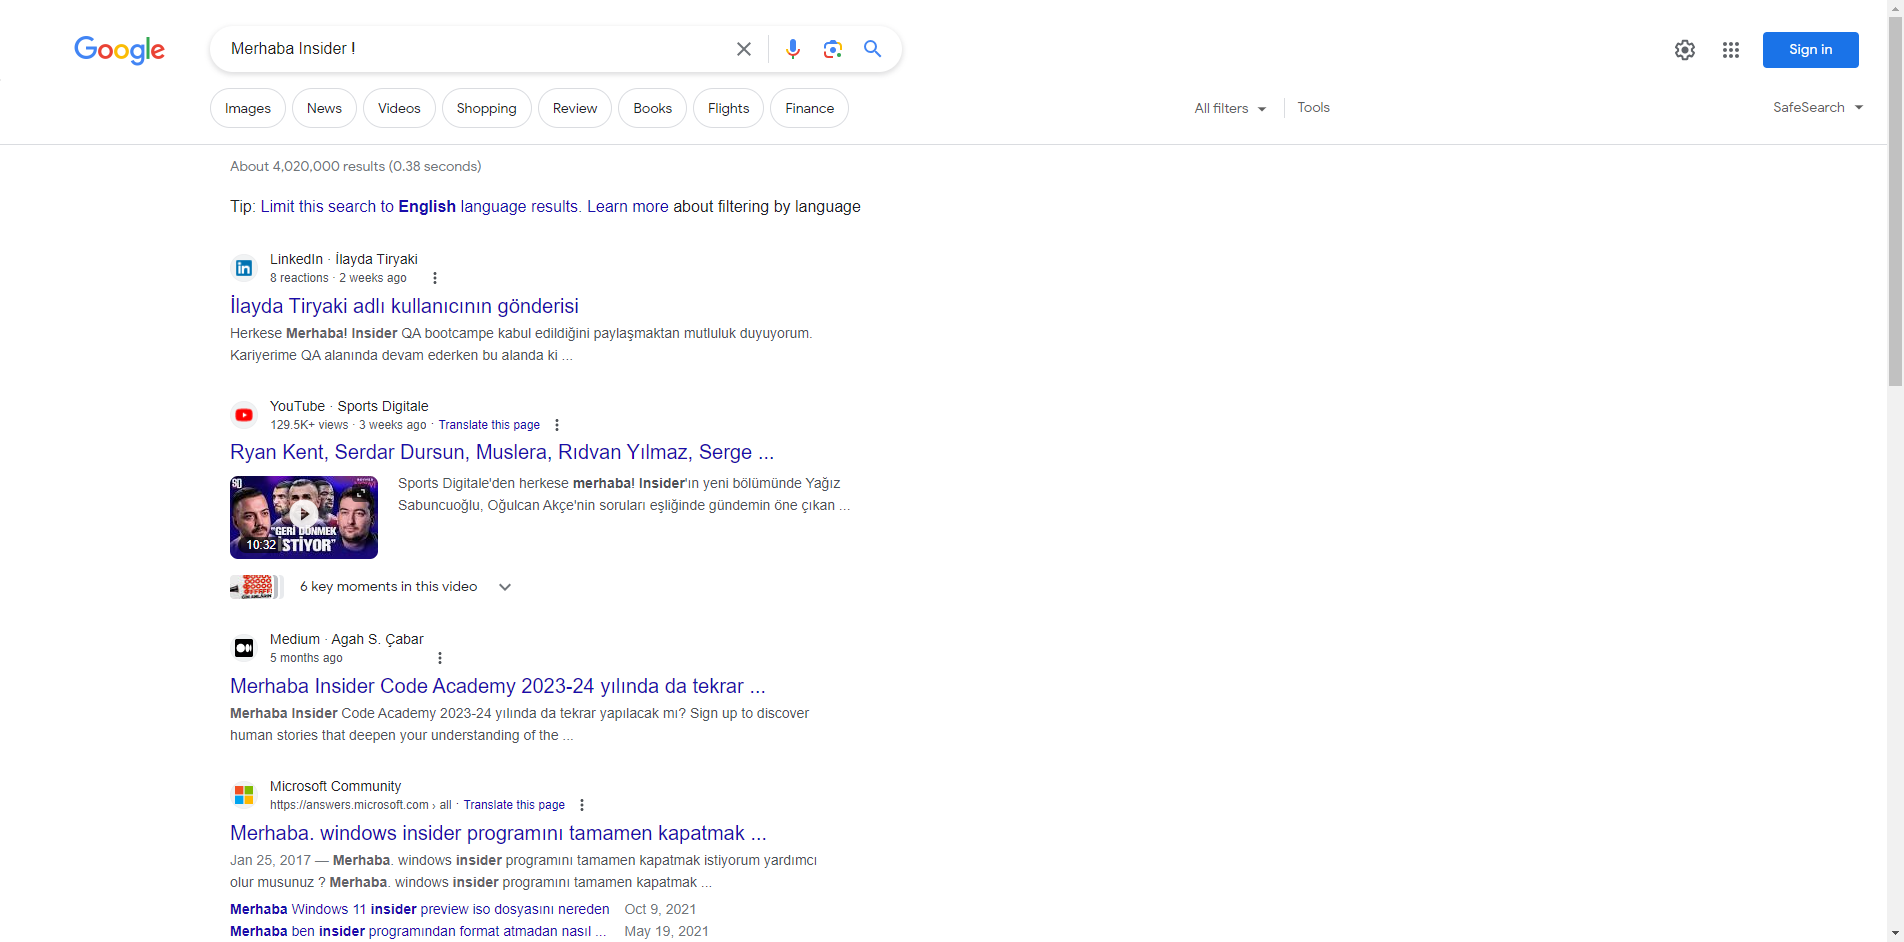 Google
Merhaba Insider !
Sign in
Images
News
Videos
Shopping
Review
Books
Flights
Finance
All filters
Tools
SafeSearch
About 4,020,000 results (0.38 seconds)
Tip: Limit this search to English language results. Learn more about filtering by language
LinkedIn · İlayda Tiryaki
8 reactions · 2 weeks ago
İlayda Tiryaki adlı kullanıcının gönderisi
Herkese Merhaba! Insider QA bootcampe kabul edildiğini paylaşmaktan mutluluk duyuyorum.
Kariyerime QA alanında devam ederken bu alanda ki ...
YouTube · Sports Digitale
129.5K+ views · 3 weeks ago · Translate this page
Ryan Kent, Serdar Dursun, Muslera, Rıdvan Yılmaz, Serge ...
SD
"GERİ DÖNMEK
İSTİYOR"
10:32
Sports Digitale'den herkese merhaba! Insider'ın yeni bölümünde Yağız
Sabuncuoğlu, Oğulcan Akçe'nin soruları eşliğinde gündemin öne çıkan ...
6 key moments in this video
Medium · Agah S. Çabar
5 months ago
Merhaba Insider Code Academy 2023-24 yılında da tekrar ...
Merhaba Insider Code Academy 2023-24 yılında da tekrar yapılacak mı? Sign up to discover
human stories that deepen your understanding of the ...
Microsoft Community
https://answers.microsoft.com › all · Translate this page
Merhaba. windows insider programını tamamen kapatmak ...
Jan 25, 2017 — Merhaba. windows insider programını tamamen kapatmak istiyorum yardımcı
olur musunuz ? Merhaba. windows insider programını tamamen kapatmak ...
Merhaba Windows 11 insider preview iso dosyasını nereden Oct 9, 2021
Merhaba ben insider programından format atmadan nasıl ... May 19, 2021